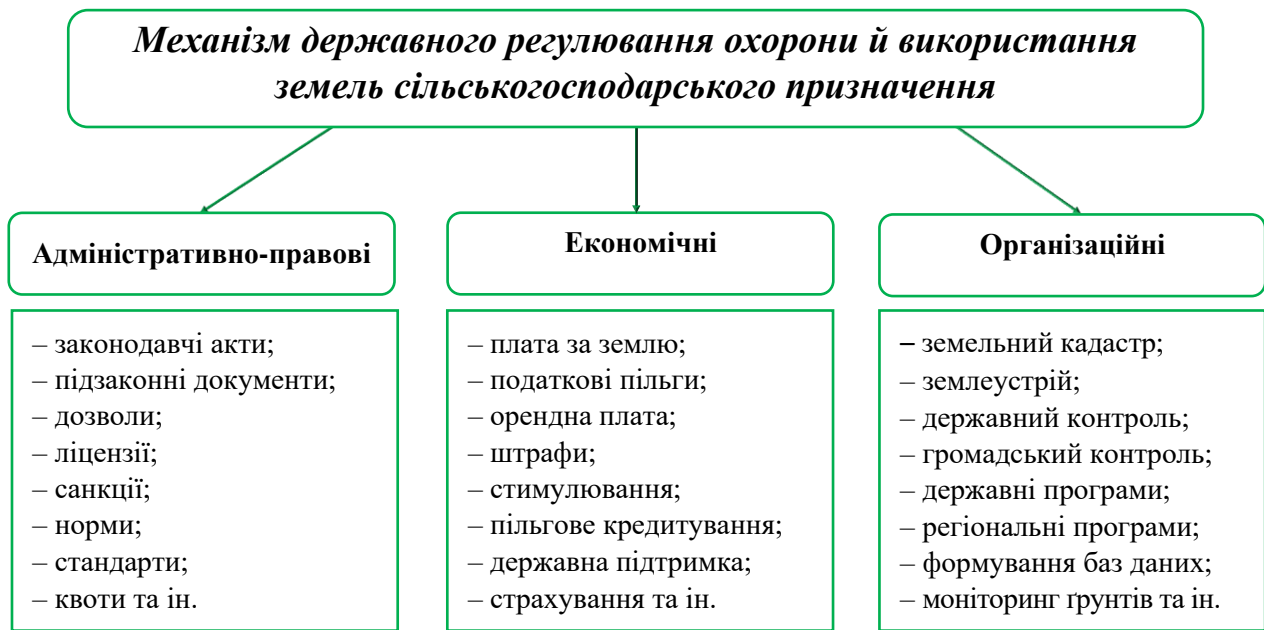 Механізм державного регулювання охорони й використання
земель сільськогосподарського призначення
Адміністративно-правові
– законодавчі акти;
– підзаконні документи;
– дозволи;
– ліцензії;
– санкції;
– норми;
– стандарти;
– квоти та ін.
Економічні
– плата за землю;
– податкові пільги;
– орендна плата;
– штрафи;
– стимулювання;
– пільгове кредитування;
– державна підтримка;
– страхування та ін.
Організаційні
– земельний кадастр;
– землеустрій;
– державний контроль;
– громадський контроль;
– державні програми;
– регіональні програми;
– формування баз даних;
– моніторинг ґрунтів та ін.